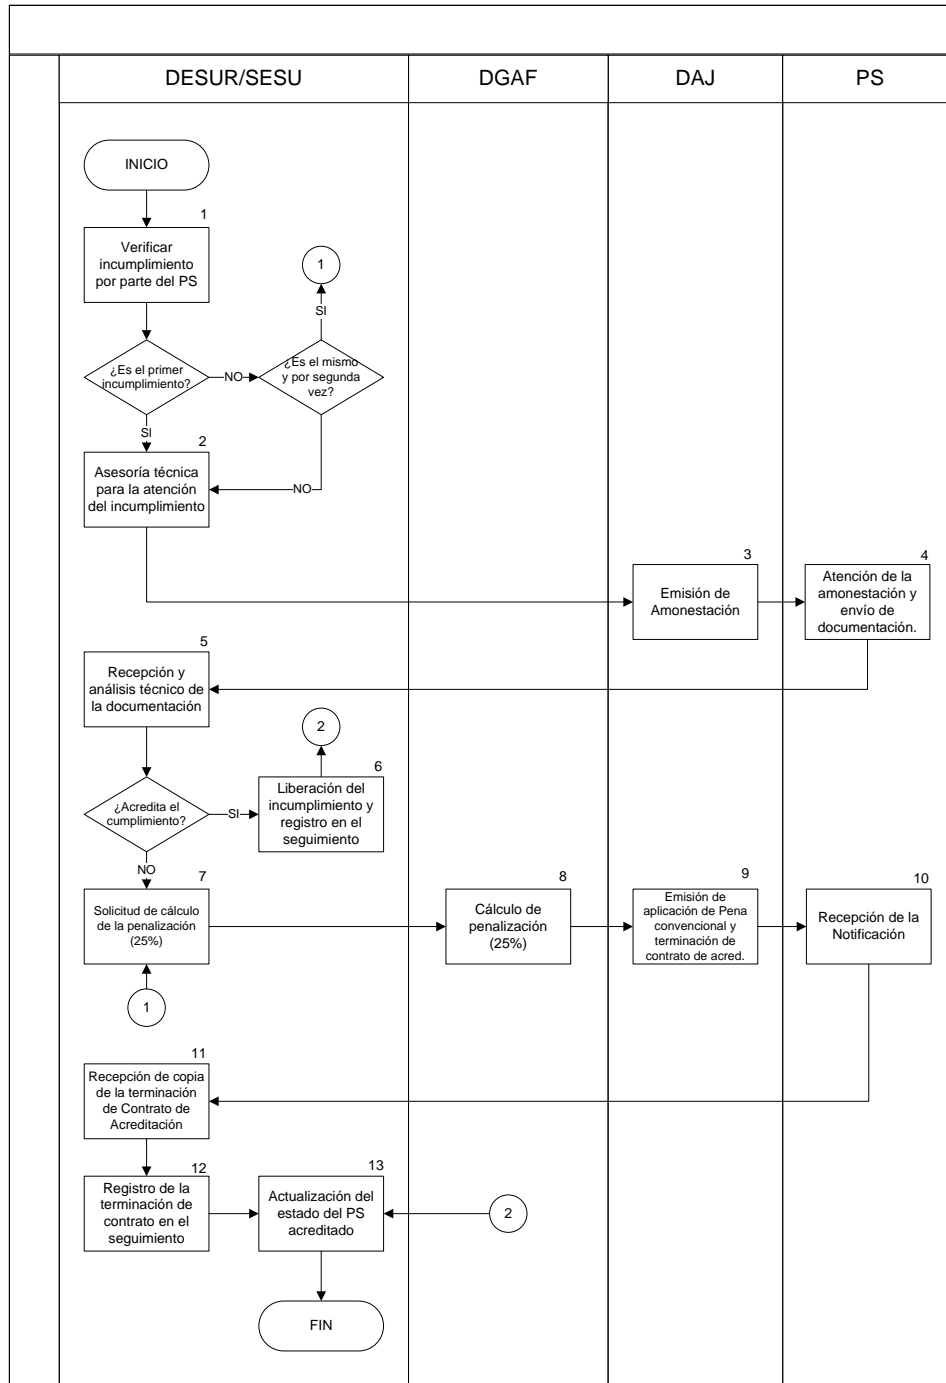 DESUR/SESU
DGAF
DAJ
PS
INICIO
1
Verificar
incumplimiento
por parte del PS
1
SI
¿Es el primer
incumplimiento?
NO
¿Es el mismo
y por segunda
vez?
SI
2
Asesoría técnica
para la atención
del incumplimiento
NO
3
Emisión de
Amonestación
4
Atención de la
amonestación y
envío de
documentación.
5
Recepción y
análisis técnico de
la documentación
2
6
Liberación del
incumplimiento y
registro en el
seguimiento
¿Acredita el
cumplimiento?
SI
NO
7
Solicitud de cálculo
de la penalización
(25%)
8
Cálculo de
penalización
(25%)
9
Emisión de
aplicación de Pena
convencional y
terminación de
contrato de acred.
10
Recepción de la
Notificación
1
11
Recepción de copia
de la terminación
de Contrato de
Acreditación
12
Registro de la
terminación de
contrato en el
seguimiento
13
Actualización del
estado del PS
acreditado
2
FIN